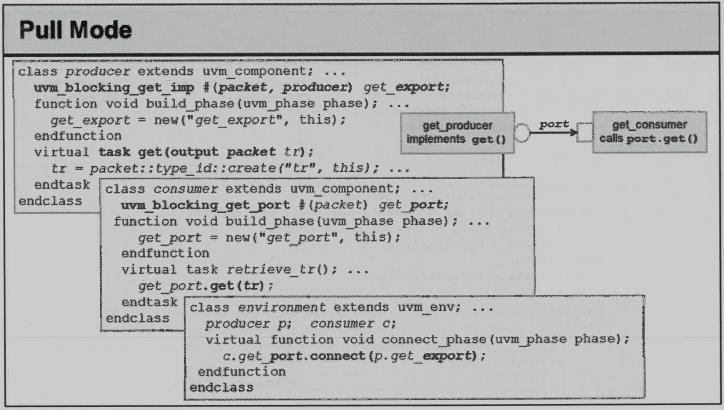 Pull Mode
class producer extends uvm_component; ...
uvm_blocking_get_imp #(packet, producer) get_export;
function void build_phase(uvm_phase phase); ...
get_export = new("get_export", this);
endfunction
virtual task get(output packet tr);
tr = packet::type_id::create("tr", this); ...
endtask
endclass
get_producer
implements get()
port
get_consumer
calls port.get()
class consumer extends uvm_component; ...
uvm_blocking_get_port #(packet) get_port;
function void build_phase(uvm_phase phase); ...
get_port = new("get_port", this);
endfunction
virtual task retrieve_tr(); ...
get_port.get(tr);
endtask
endclass
class environment extends uvm_env; ...
producer p; consumer c;
virtual function void connect_phase(uvm_phase phase);
c.get_port.connect(p.get_export);
endfunction
endclass